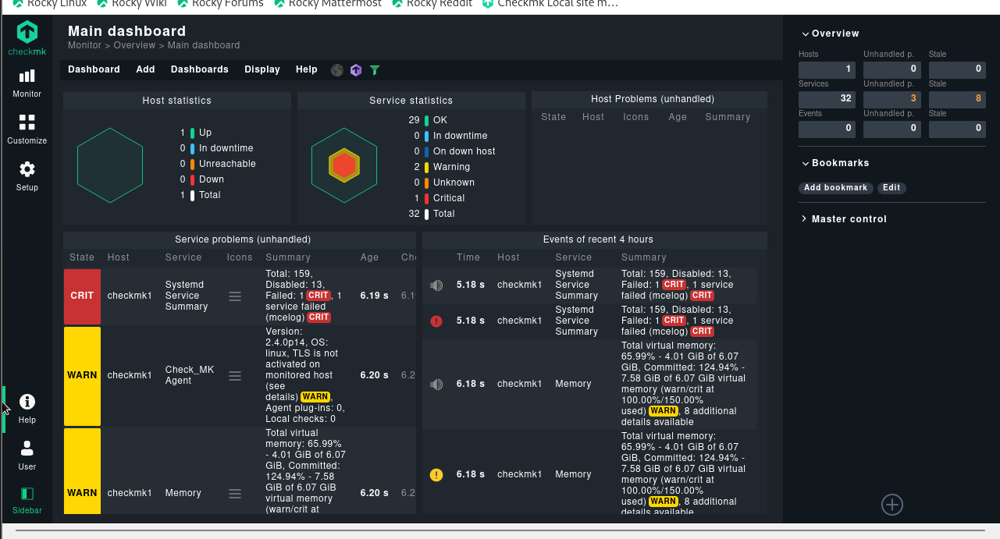 Rocky Linux Rocky Wiki Rocky Forums Rocky Mattermost Rocky Reddit Checkmk Local site m...
checkmk
Monitor
Customize
Setup
Help
User
Sidebar
Main dashboard
Monitor > Overview > Main dashboard
Dashboard Add Dashboards Display Help
Host statistics
1 Up
0 In downtime
0 Unreachable
0 Down
1 Total
Service statistics
29 OK
0 In downtime
0 On down host
2 Warning
0 Unknown
1 Critical
32 Total
Host Problems (unhandled)
State Host Icons Age Summary
Service problems (unhandled)
State Host Service Icons Summary Age
CRIT checkmk1
Systemd
Service
Summary
Total: 159,
Disabled: 13,
Failed: 1 CRIT, 1
service failed
(mcelog) CRIT
6.19 s
WARN checkmk1
Check_MK
Agent
Version:
2.4.0p14, OS:
linux, TLS is not
activated on
monitored host
(see
details) WARN,
Agent plug-ins: 0,
Local checks: 0
6.20 s
WARN checkmk1
Memory
Total virtual
memory: 65.99%
- 4.01 GiB of 6.07
GiB, Committed:
124.94% - 7.58
GiB of 6.07 GiB
virtual memory
(warn/crit at
6.20 s
Events of recent 4 hours
Time Host Service Summary
5.18 s checkmk1
Systemd
Service
Summary
Total: 159, Disabled: 13,
Failed: 1 CRIT, 1 service
failed (mcelog) CRIT
5.18 s checkmk1
Systemd
Service
Summary
Total: 159, Disabled: 13,
Failed: 1 CRIT, 1 service
failed (mcelog) CRIT
6.18 s checkmk1 Memory
Total virtual memory:
65.99% - 4.01 GiB of 6.07
GiB, Committed: 124.94% -
7.58 GiB of 6.07 GiB virtual
memory (warn/crit at
100.00%/150.00%
used) WARN, 8 additional
details available
6.18 s checkmk1 Memory
Total virtual memory:
65.99% - 4.01 GiB of 6.07
GiB, Committed: 124.94% -
7.58 GiB of 6.07 GiB virtual
memory (warn/crit at
100.00%/150.00%
used) WARN, 8 additional
details available
Overview
Hosts Unhandled p. Stale
1 0 0
Services Unhandled p. Stale
32 3 8
Events Unhandled p. Stale
0 0 0
Bookmarks
Add bookmark Edit
Master control